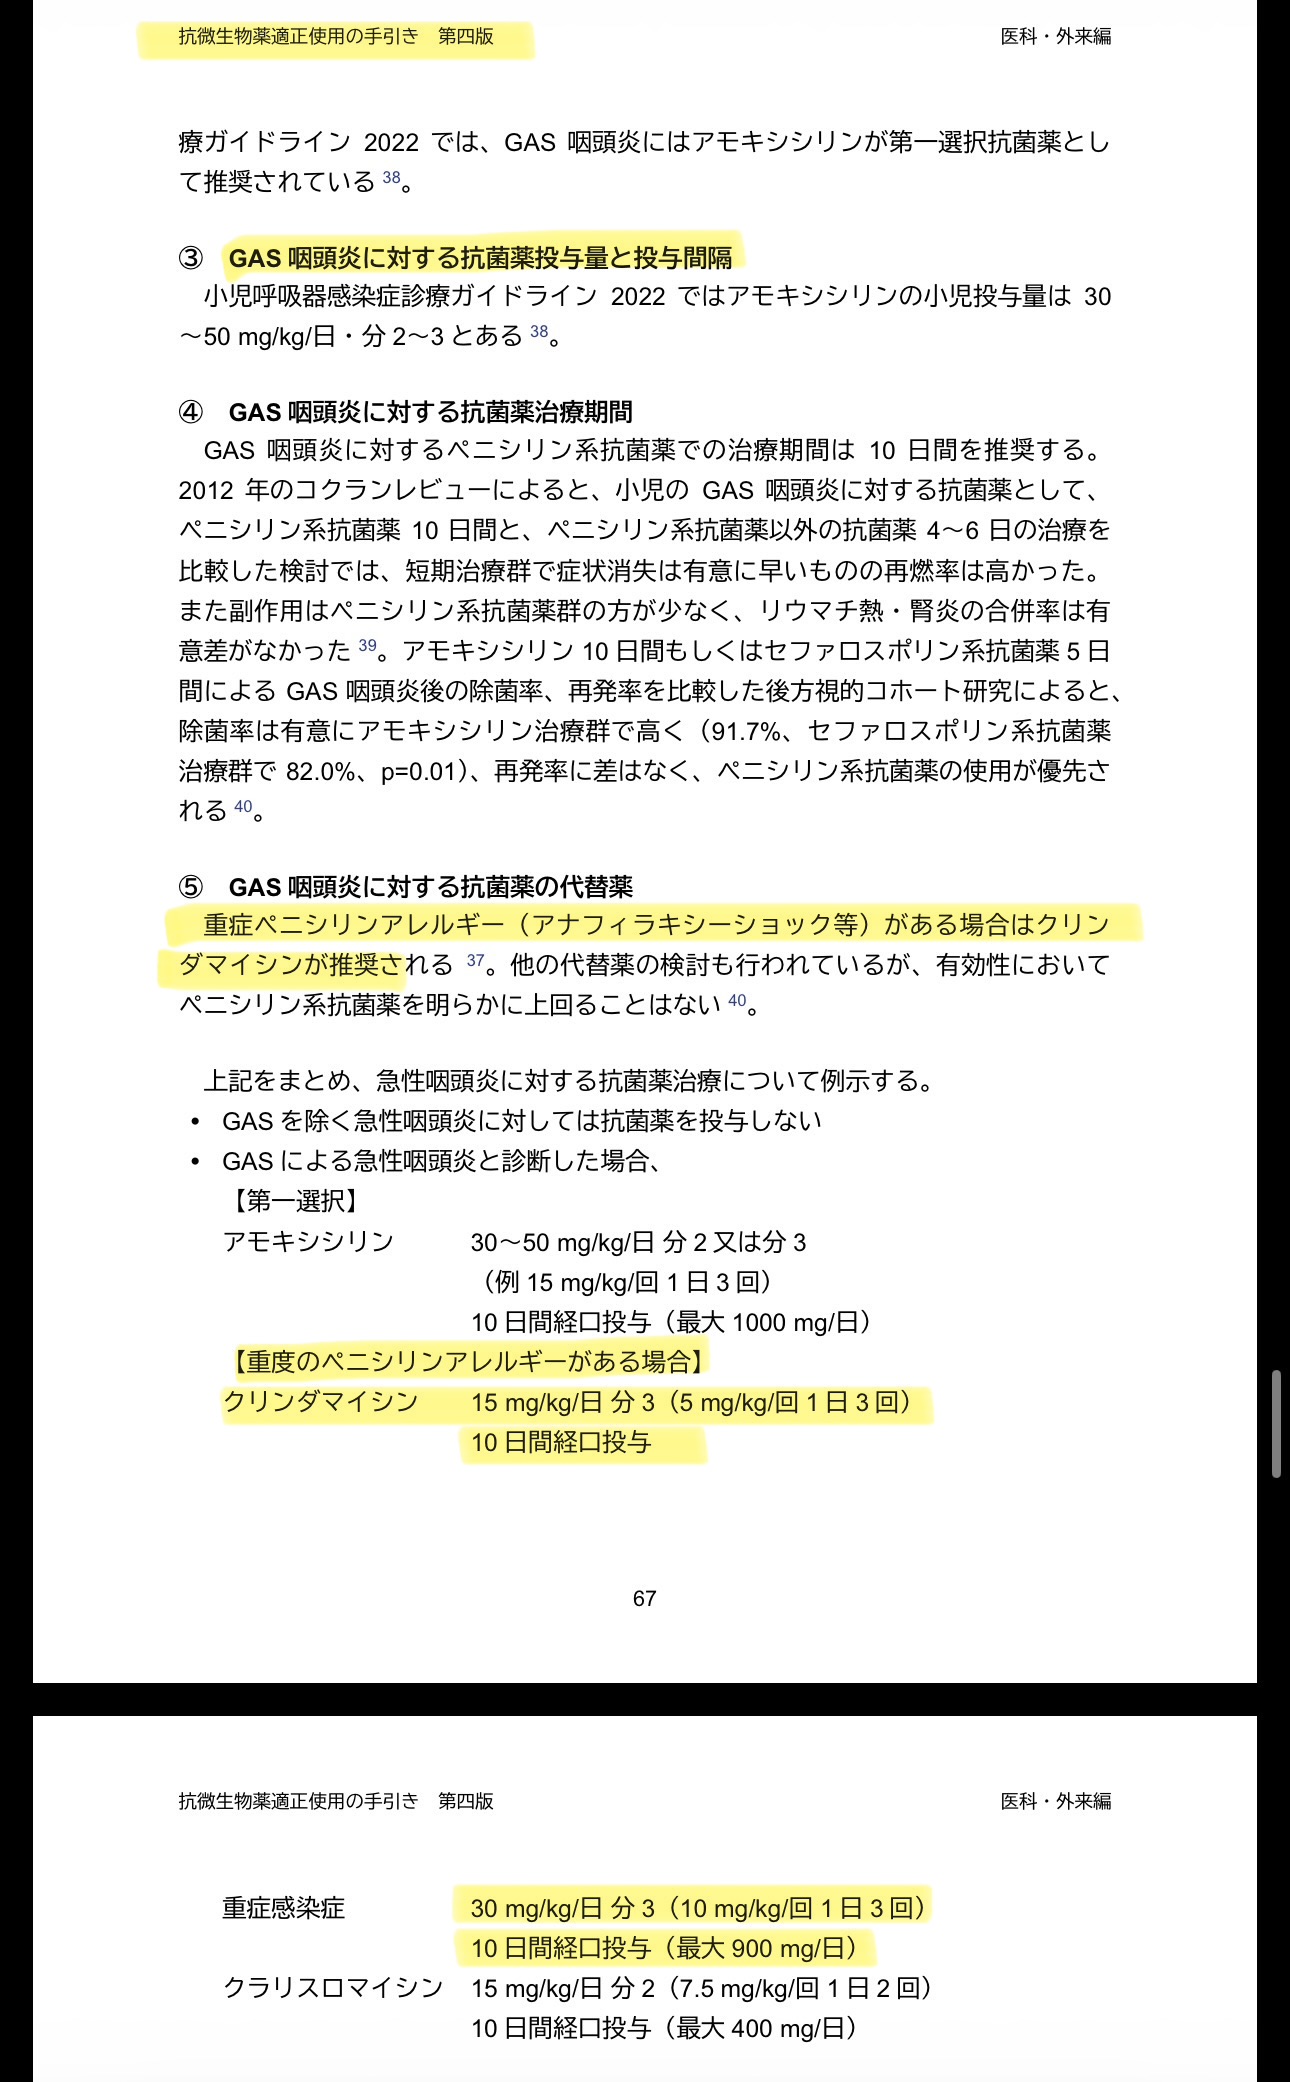 抗微生物薬適正使用の手引き 第四版
医科・外来編
療ガイドライン 2022 では、GAS 咽頭炎にはアモキシシリンが第一選択抗菌薬とし
て推奨されている 38。
③ GAS 咽頭炎に対する抗菌薬投与量と投与間隔
小児呼吸器感染症診療ガイドライン 2022 ではアモキシシリンの小児投与量は 30
～50 mg/kg/日・分 2～3 とある 38。
④ GAS 咽頭炎に対する抗菌薬治療期間
GAS 咽頭炎に対するペニシリン系抗菌薬での治療期間は 10 日間を推奨する。
2012 年のコクランレビューによると、小児の GAS 咽頭炎に対する抗菌薬として、
ペニシリン系抗菌薬 10 日間と、ペニシリン系抗菌薬以外の抗菌薬 4～6 日の治療を
比較した検討では、短期治療群で症状消失は有意に早いものの再燃率は高かった。
また副作用はペニシリン系抗菌薬群の方が少なく、リウマチ熱・腎炎の合併率は有
意差がなかった 39。アモキシシリン 10 日間もしくはセファロスポリン系抗菌薬 5 日
間による GAS 咽頭炎後の除菌率、再発率を比較した後方視的コホート研究によると、
除菌率は有意にアモキシシリン治療群で高く（91.7%、セファロスポリン系抗菌薬
治療群で 82.0%、p=0.01）、再発率に差はなく、ペニシリン系抗菌薬の使用が優先さ
れる 40。
⑤ GAS 咽頭炎に対する抗菌薬の代替薬
重症ペニシリンアレルギー（アナフィラキシーショック等）がある場合はクリン
ダマイシンが推奨される 37。他の代替薬の検討も行われているが、有効性において
ペニシリン系抗菌薬を明らかに上回ることはない 40。
上記をまとめ、急性咽頭炎に対する抗菌薬治療について例示する。
• GAS を除く急性咽頭炎に対しては抗菌薬を投与しない
• GAS による急性咽頭炎と診断した場合、
【第一選択】
アモキシシリン 30～50 mg/kg/日 分 2 又は分 3
（例 15 mg/kg/回 1 日 3 回）
10 日間経口投与（最大 1000 mg/日）
【重度のペニシリンアレルギーがある場合】
クリンダマイシン 15 mg/kg/日 分 3（5 mg/kg/回 1 日 3 回）
10 日間経口投与
67
抗微生物薬適正使用の手引き 第四版
医科・外来編
重症感染症 30 mg/kg/日 分 3（10 mg/kg/回 1 日 3 回）
10 日間経口投与（最大 900 mg/日）
クラリスロマイシン 15 mg/kg/日 分 2（7.5 mg/kg/回 1 日 2 回）
10 日間経口投与（最大 400 mg/日）